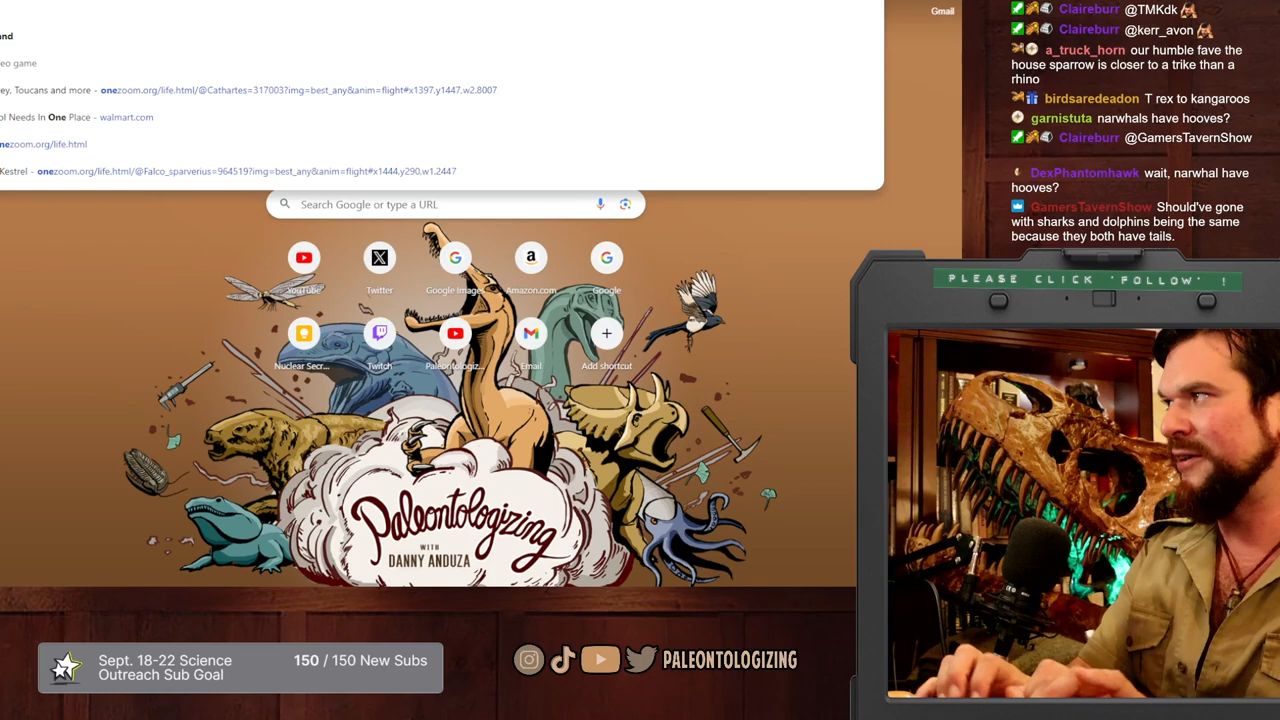 and
eo game
ey, Toucans and more - onezoom.org/life.html/@Cathartes=317003?img=best_any&anim=flight#x1397,y1447,w2.8007
ol Needs In One Place - walmart.com
nezoom.org/life.html
Kestrel - onezoom.org/life.html/@Falco_sparverius=964519?img=best_any&anim=flight#x1444,y290,w1.2447
Gmail
Search Google or type a URL
YouTube
Twitter
Google Images
Amazon.com
Google
Nuclear Secr...
Twitch
Paleontologiz...
Email
Add shortcut
Paleontologizing
WITH
DANNY ANDUZA
Sept. 18-22 Science
Outreach Sub Goal
150 / 150 New Subs
PALEONTOLOGIZING
Claireburr @TMKdk
Claireburr @kerr_avon
a_truck_horn our humble fave the
house sparrow is closer to a trike than a
rhino
birdsaredeadon T rex to kangaroos
garnistuta narwhals have hooves?
Claireburr @GamersTavernShow
DexPhantomhawk wait, narwhal have
hooves?
GamersTavernShow Should've gone
with sharks and dolphins being the same
because they both have tails.
PLEASE CLICK 'FOLLOW' !